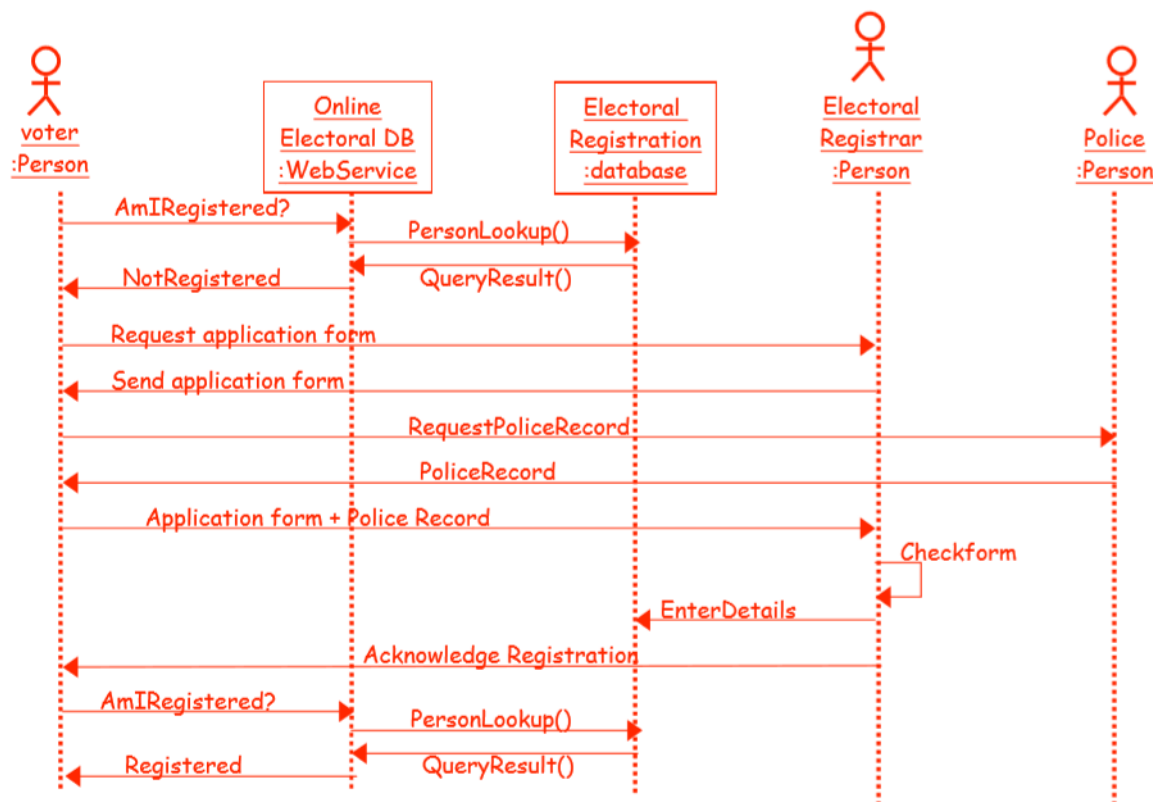 voter
:Person
Online
Electoral DB
:WebService
Electoral
Registration
:database
Electoral
Registrar
:Person
Police
:Person
AmIRegistered?
PersonLookup()
QueryResult()
NotRegistered
Request application form
Send application form
RequestPoliceRecord
PoliceRecord
Application form + Police Record
Checkform
EnterDetails
Acknowledge Registration
AmIRegistered?
PersonLookup()
QueryResult()
Registered